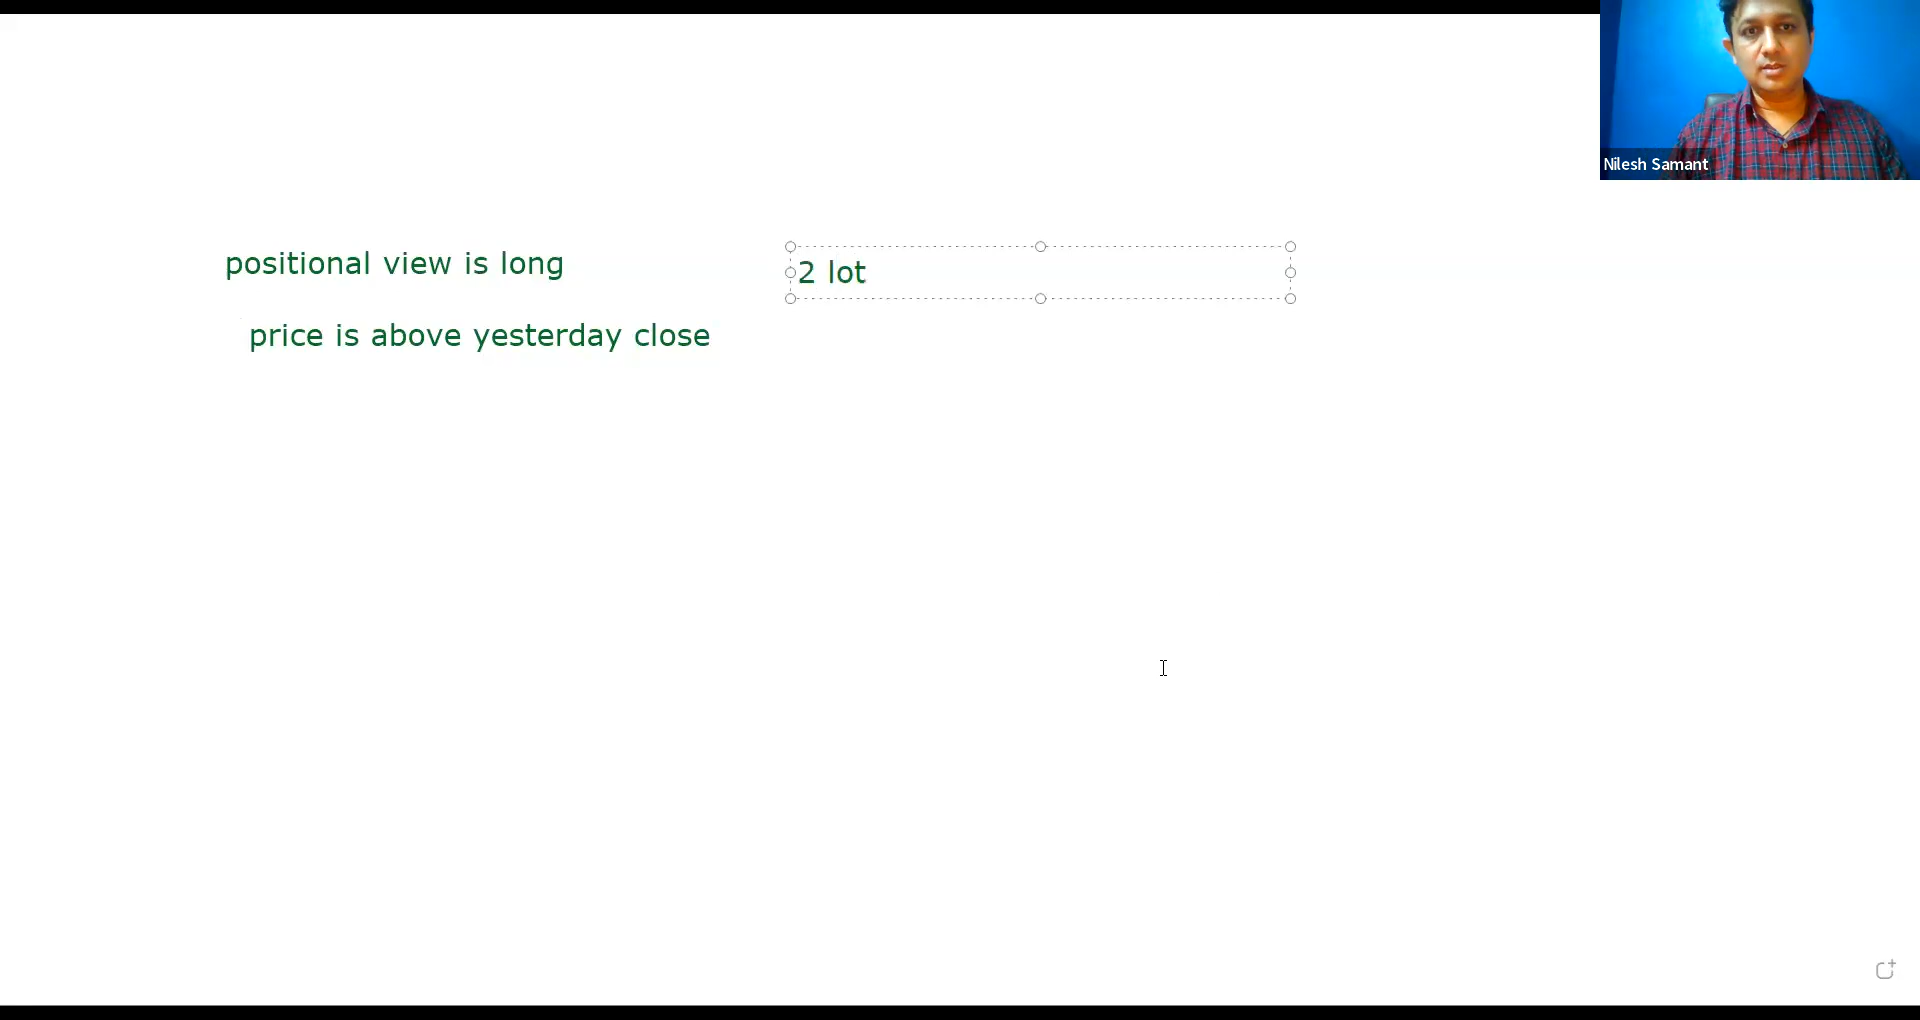 Nilesh Samant
positional view is long
2 lot
price is above yesterday close